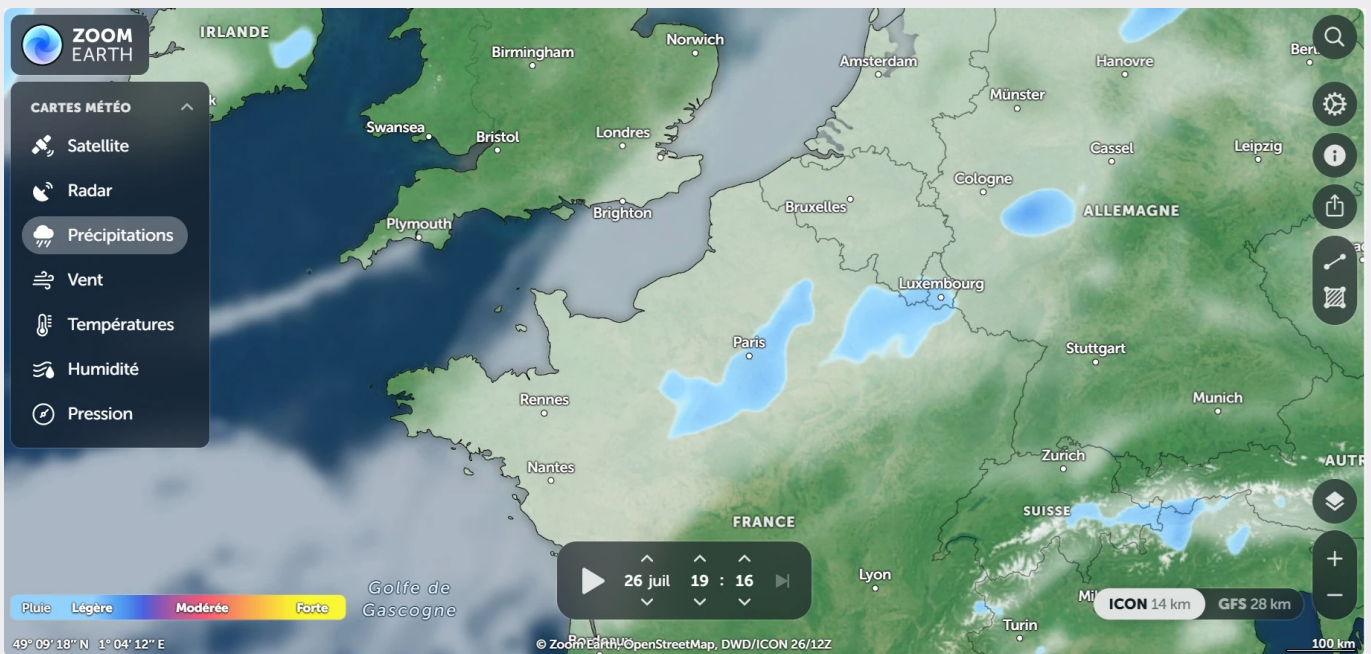 ZOOM
EARTH
CARTES MÉTÉO
Satellite
Radar
Précipitations
Vent
Températures
Humidité
Pression
IRLANDE
k
Birmingham
Norwich
Swansea
Bristol
Londres
Plymouth
Brighton
Amsterdam
Hanovre
Ber
Münster
Cassel
Leipzig
Cologne
Bruxelles
ALLEMAGNE
Luxembourg
Paris
Stuttgart
Rennes
Munich
Nantes
Zurich
AUTR
FRANCE
SUISSE
Lyon
Mil
Turin
Golfe de
Gascogne
26 juil 19 : 16
ICON 14 km GFS 28 km
Pluie Légère Modérée Forte
49° 09' 18" N 1° 04' 12" E
Bordeaux
© Zoom Earth, OpenStreetMap, DWD/ICON 26/12Z
100 km